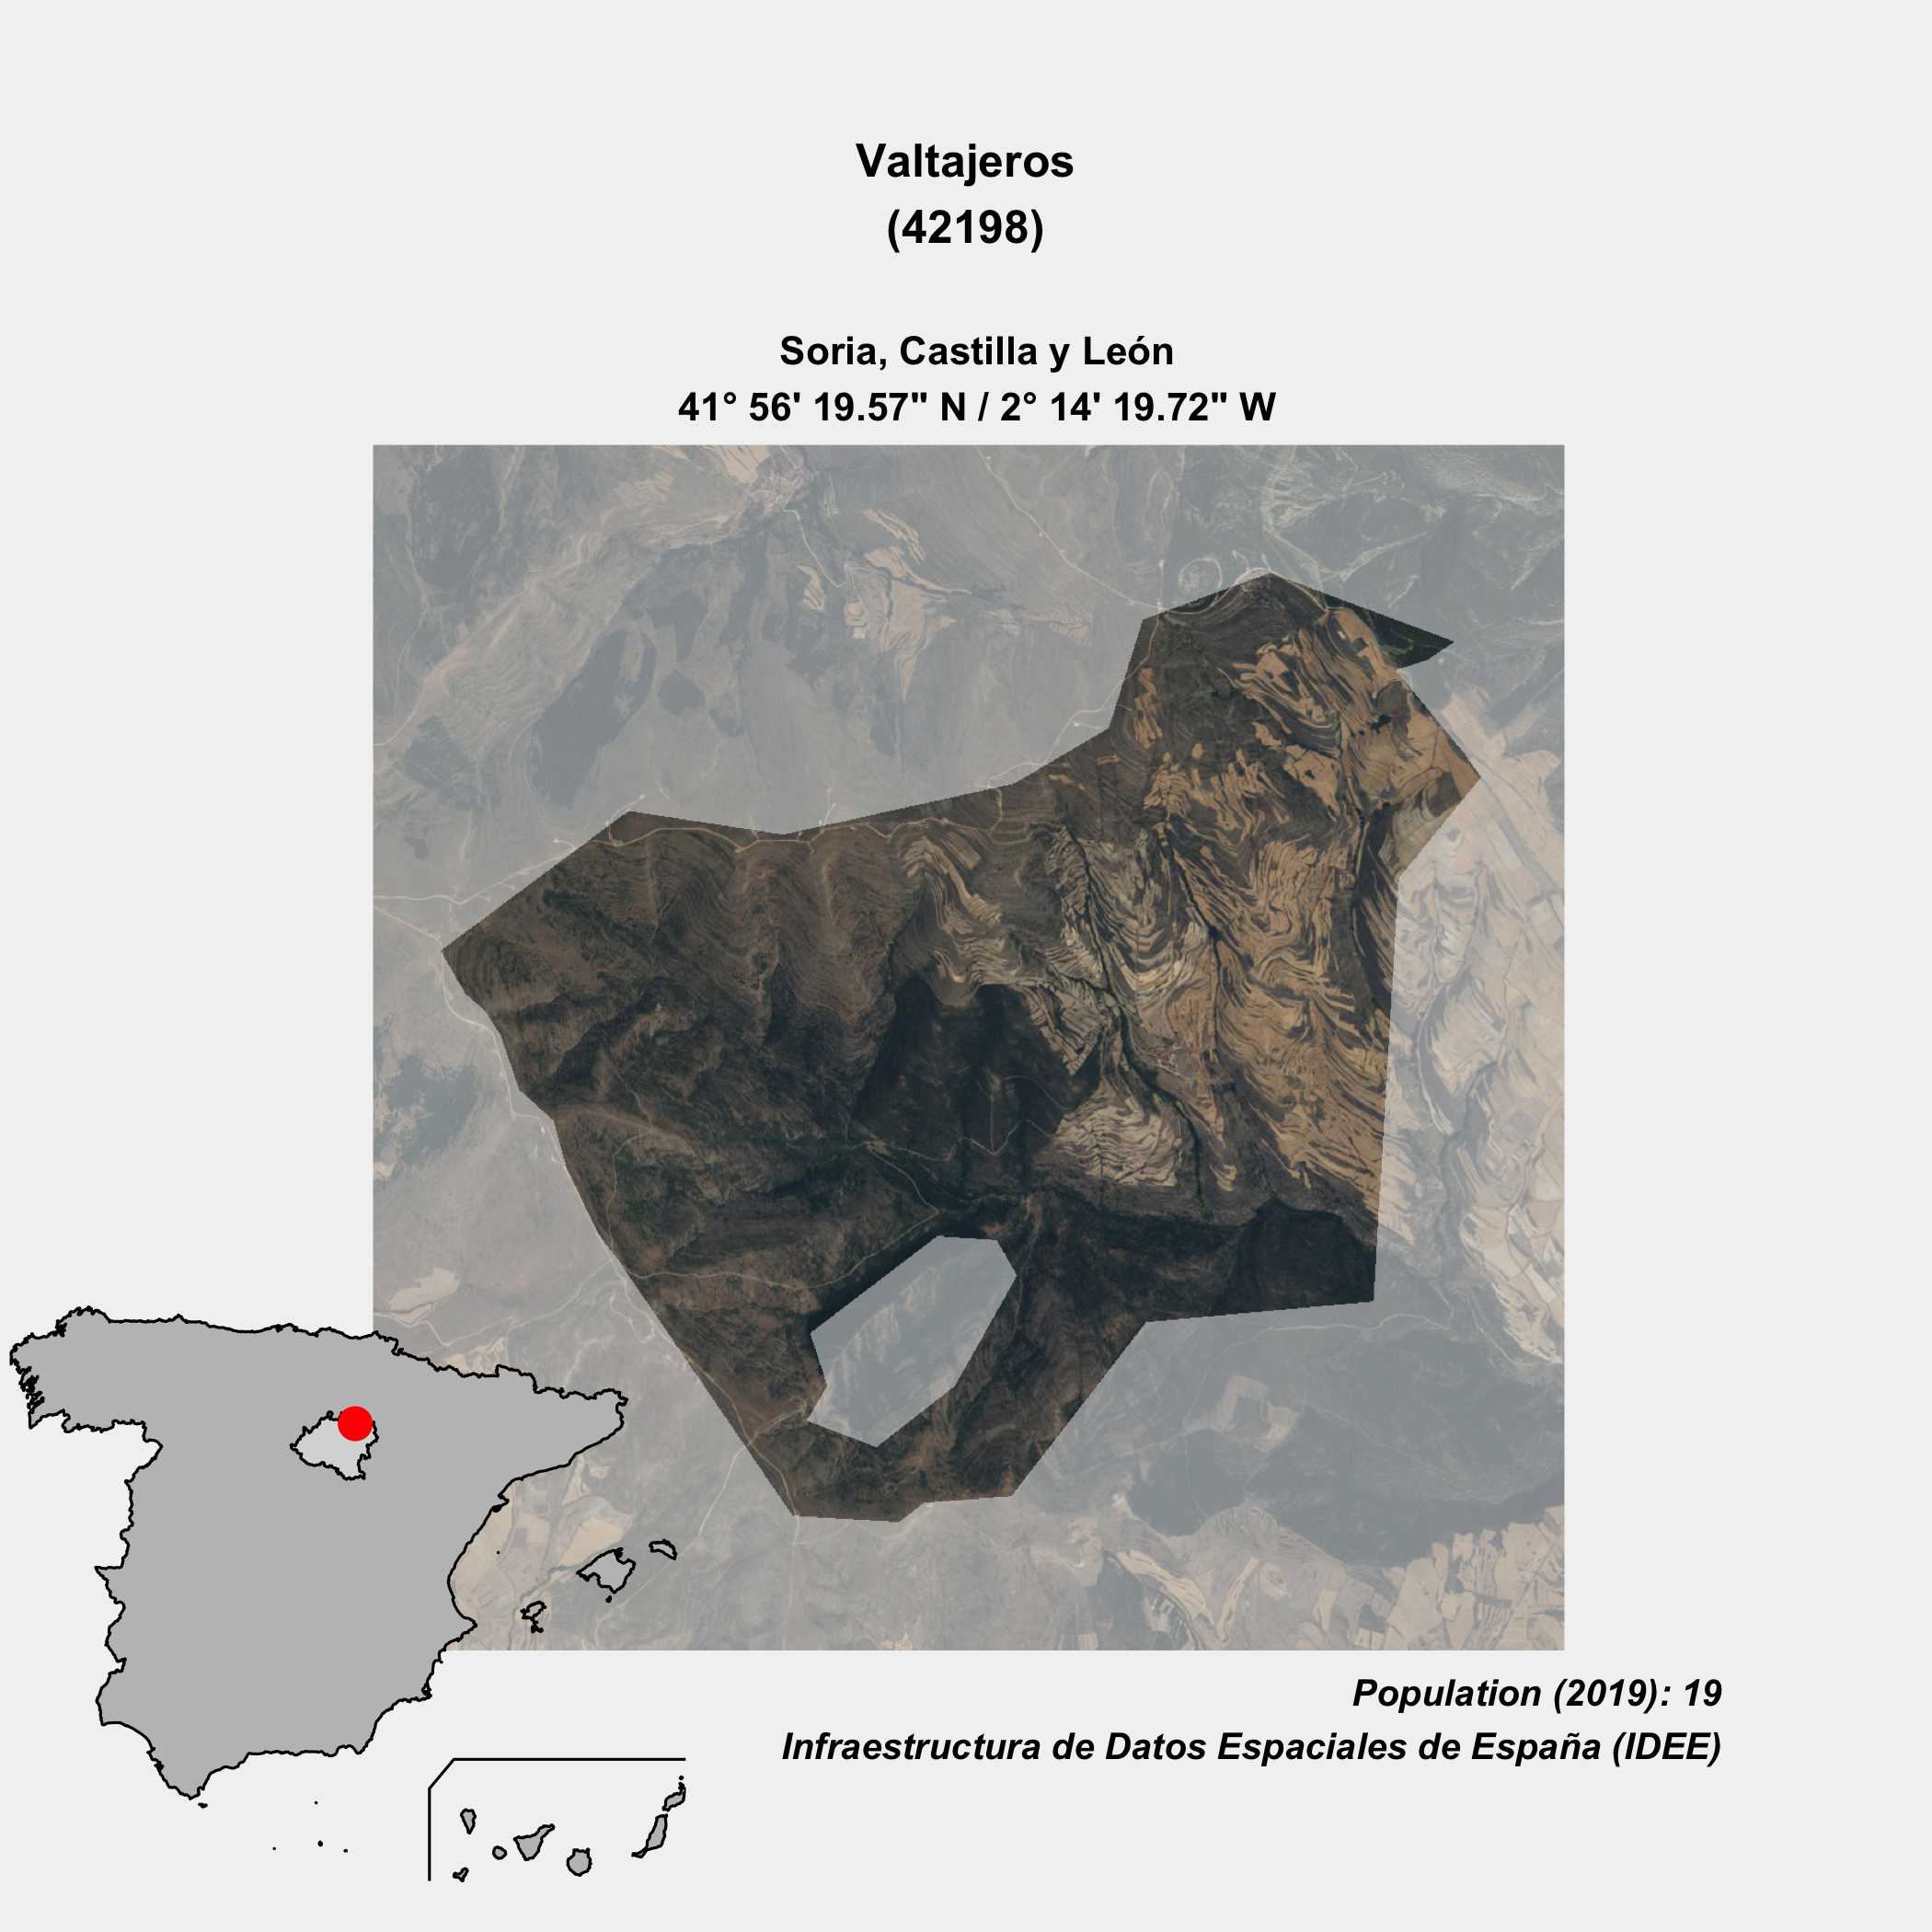 Valtajeros
(42198)
Soria, Castilla y León
41° 56' 19.57" N / 2° 14' 19.72" W
Population (2019): 19
Infraestructura de Datos Espaciales de España (IDEE)